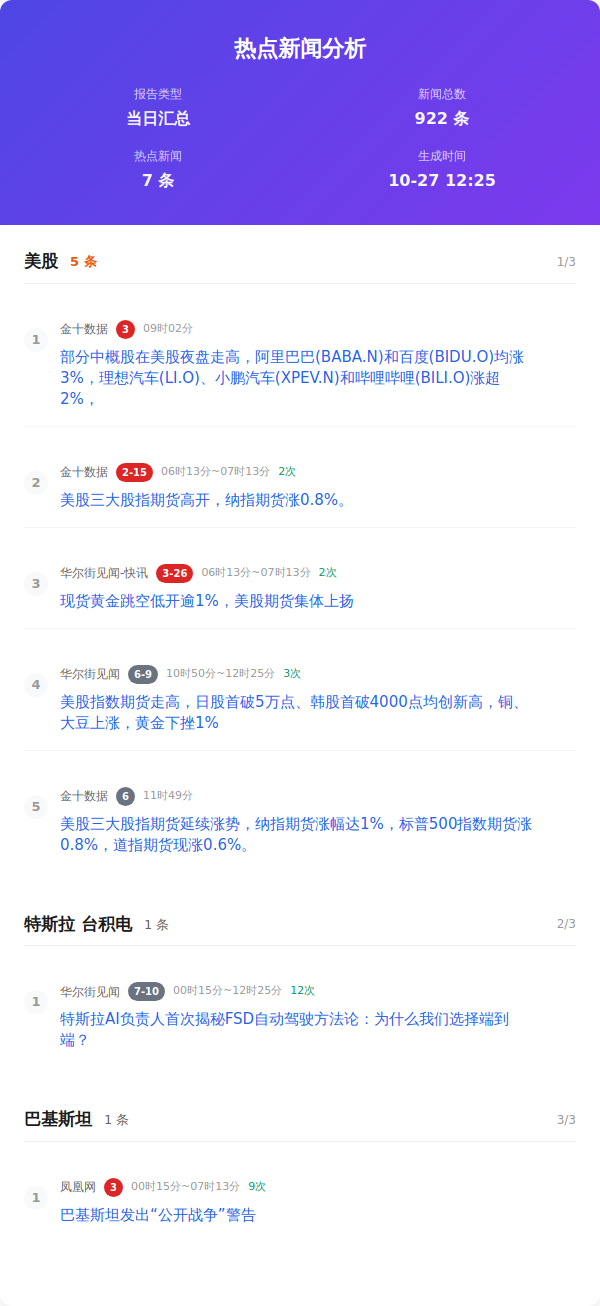 热点新闻分析
报告类型
新闻总数
当日汇总
922 条
热点新闻
生成时间
7 条
10-27 12:25
美股 5 条 1/3
1 金十数据 3 09时02分
部分中概股在美股夜盘走高，阿里巴巴(BABA.N)和百度(BIDU.O)均涨
3%，理想汽车(LI.O)、小鹏汽车(XPEV.N)和哔哩哔哩(BILI.O)涨超
2%，
2 金十数据 2-15 06时13分~07时13分 2次
美股三大股指期货高开，纳指期货涨0.8%。
3 华尔街见闻-快讯 3-26 06时13分~07时13分 2次
现货黄金跳空低开逾1%，美股期货集体上扬
4 华尔街见闻 6-9 10时50分~12时25分 3次
美股指数期货走高，日股首破5万点、韩股首破4000点均创新高，铜、
大豆上涨，黄金下挫1%
5 金十数据 6 11时49分
美股三大股指期货延续涨势，纳指期货涨幅达1%，标普500指数期货涨
0.8%，道指期货现涨0.6%。
特斯拉 台积电 1 条 2/3
1 华尔街见闻 7-10 00时15分~12时25分 12次
特斯拉AI负责人首次揭秘FSD自动驾驶方法论：为什么我们选择端到
端？
巴基斯坦 1 条 3/3
1 凤凰网 3 00时15分~07时13分 9次
巴基斯坦发出“公开战争”警告